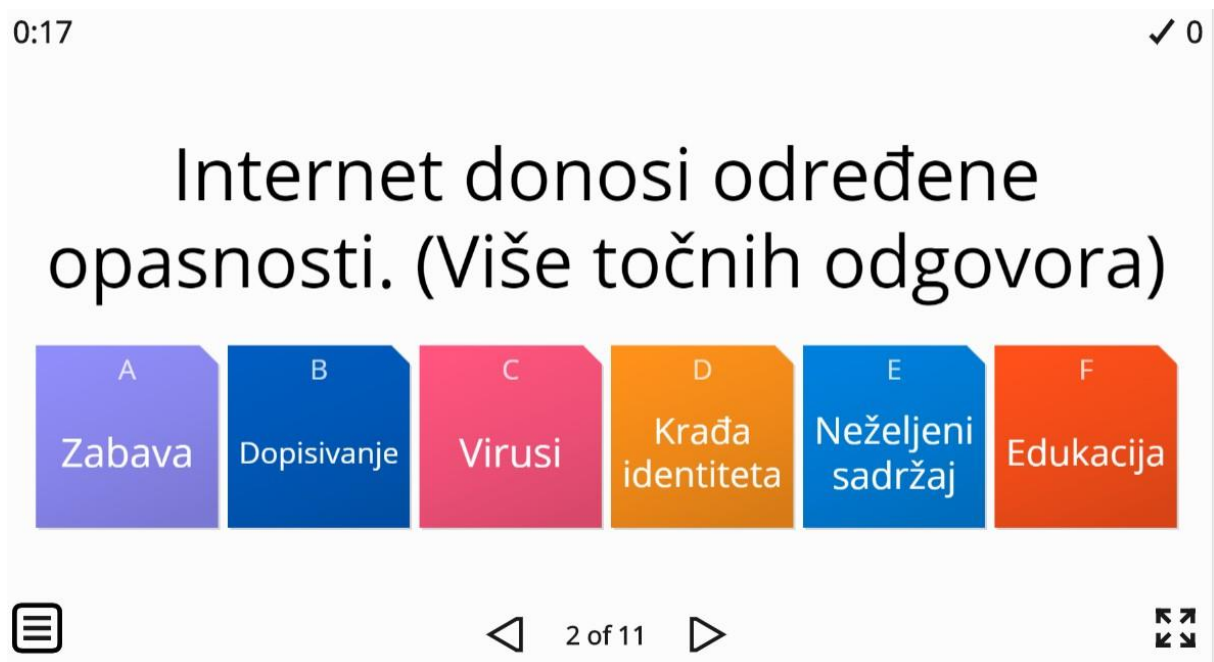 0:17
✓ 0
Internet donosi određene
opasnosti. (Više točnih odgovora)
A
Zabava
B
Dopisivanje
C
Virusi
D
Krađa
identiteta
E
Neželjeni
sadržaj
F
Edukacija
2 of 11